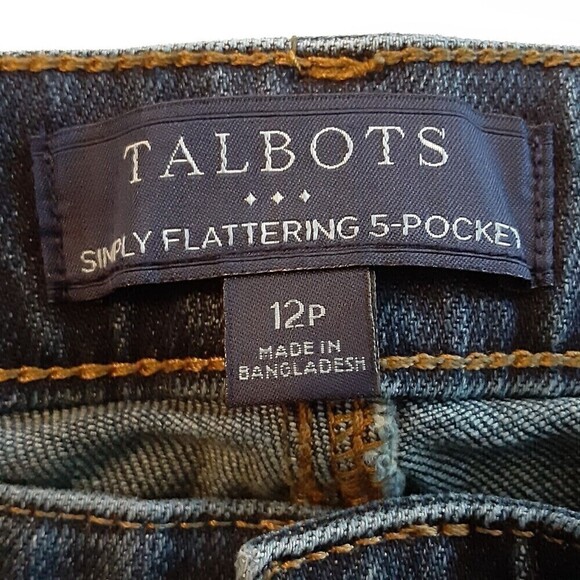 TALBOTS
SIMPLY FLATTERING 5-POCKET
12P
MADE IN
BANGLADESH